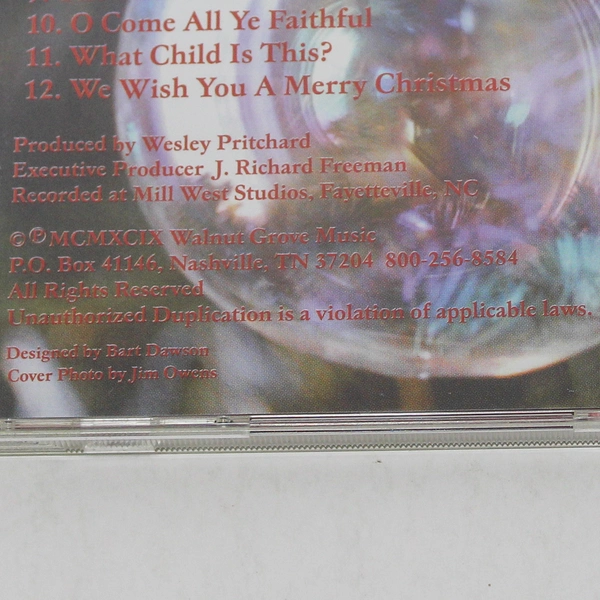 10. O Come All Ye Faithful
11. What Child Is This?
12. We Wish You A Merry Christmas
Produced by Wesley Pritchard
Executive Producer J. Richard Freeman
Recorded at Mill West Studios, Fayetteville, NC
© ℗ MCMXCIX Walnut Grove Music
P.O. Box 41146, Nashville, TN 37204 800-256-8584
All Rights Reserved
Unauthorized Duplication is a violation of applicable laws.
Designed by Bart Dawson
Cover Photo by Jim Owens